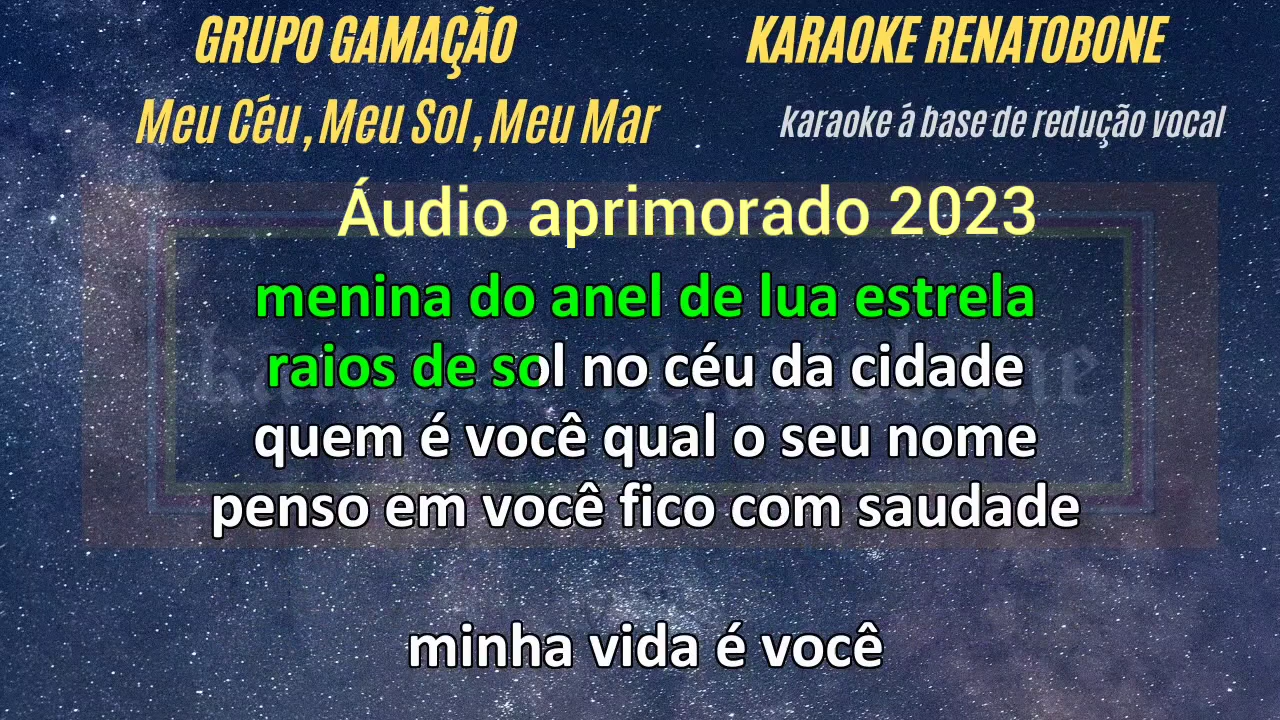 GRUPO GAMAÇÃO
KARAOKE RENATOBONE
Meu Céu, Meu Sol, Meu Mar
karaoke á base de redução vocal
Áudio aprimorado 2023
menina do anel de lua estrela
raios de sol no céu da cidade
quem é você qual o seu nome
penso em você fico com saudade
minha vida é você
karaoke renatobone